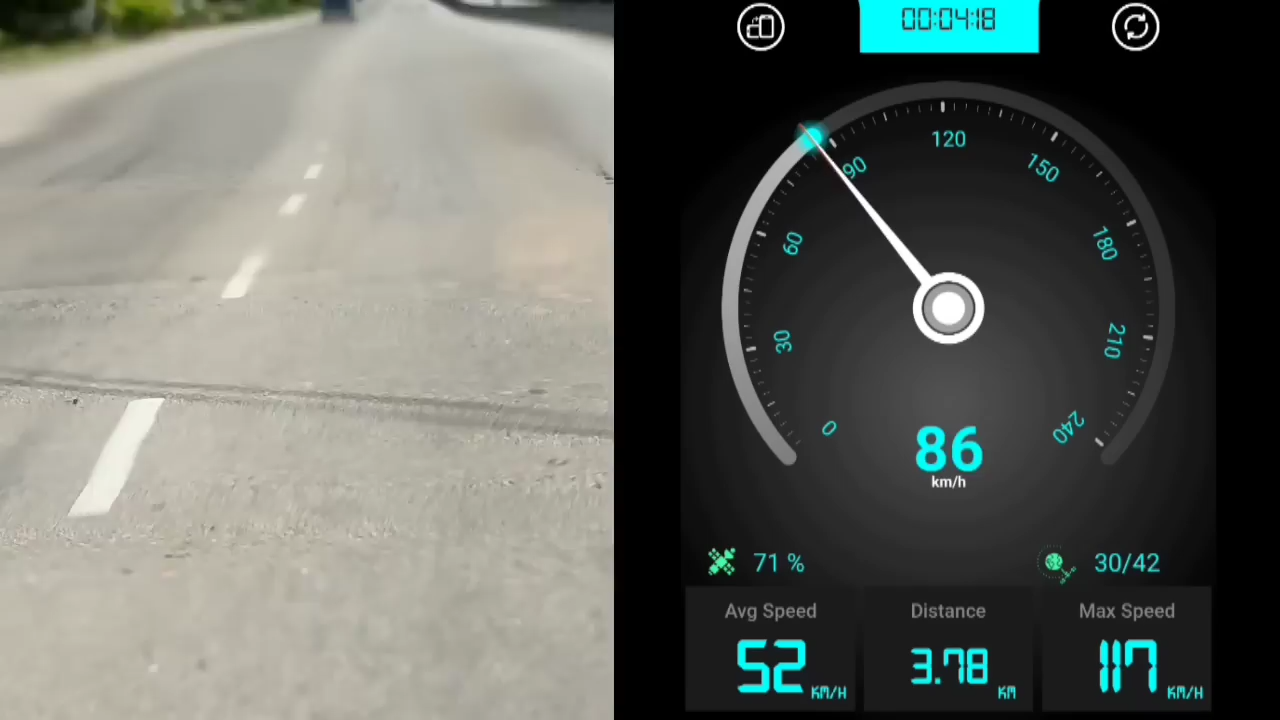 00:04:18
0
30
60
90
120
150
180
210
240
86
km/h
71 %
30/42
Avg Speed
52 KM/H
Distance
3.78 KM
Max Speed
117 KM/H